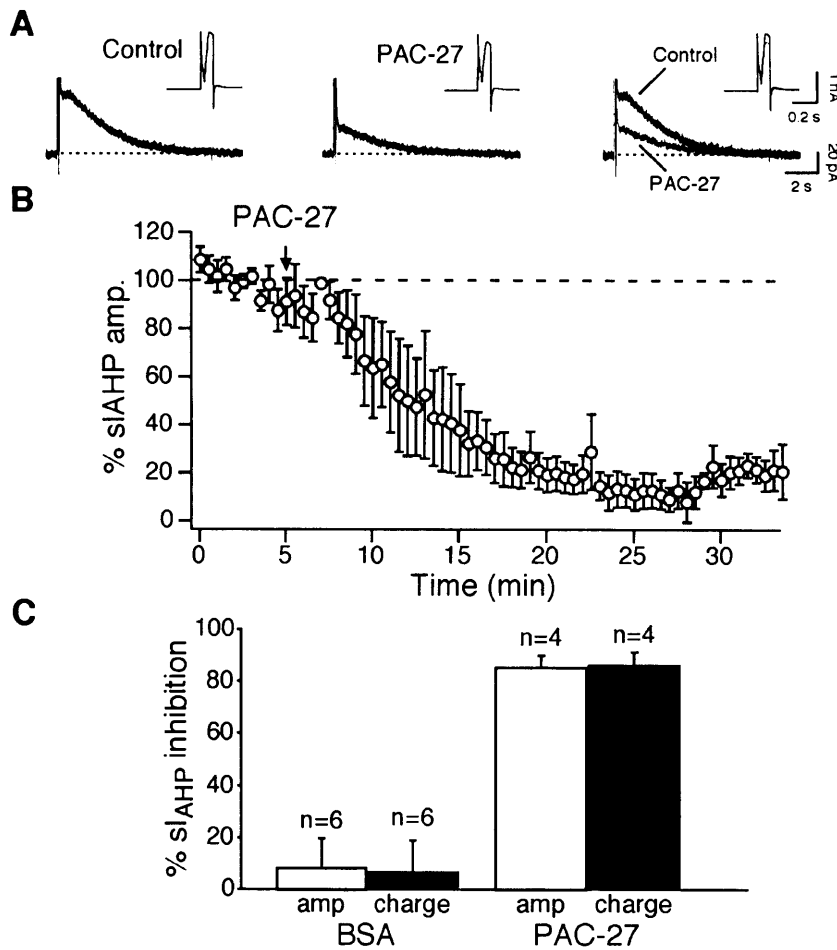 A
Control
PAC-27
Control
PAC-27
0.2 s
20 pA
2 s
B
PAC-27
% sIAHP amp.
120
100
80
60
40
20
0
0
5
10
15
20
25
30
Time (min)
C
% sIAHP inhibition
100
80
60
40
20
0
n=6
n=6
n=4
n=4
amp
charge
amp
charge
BSA
PAC-27